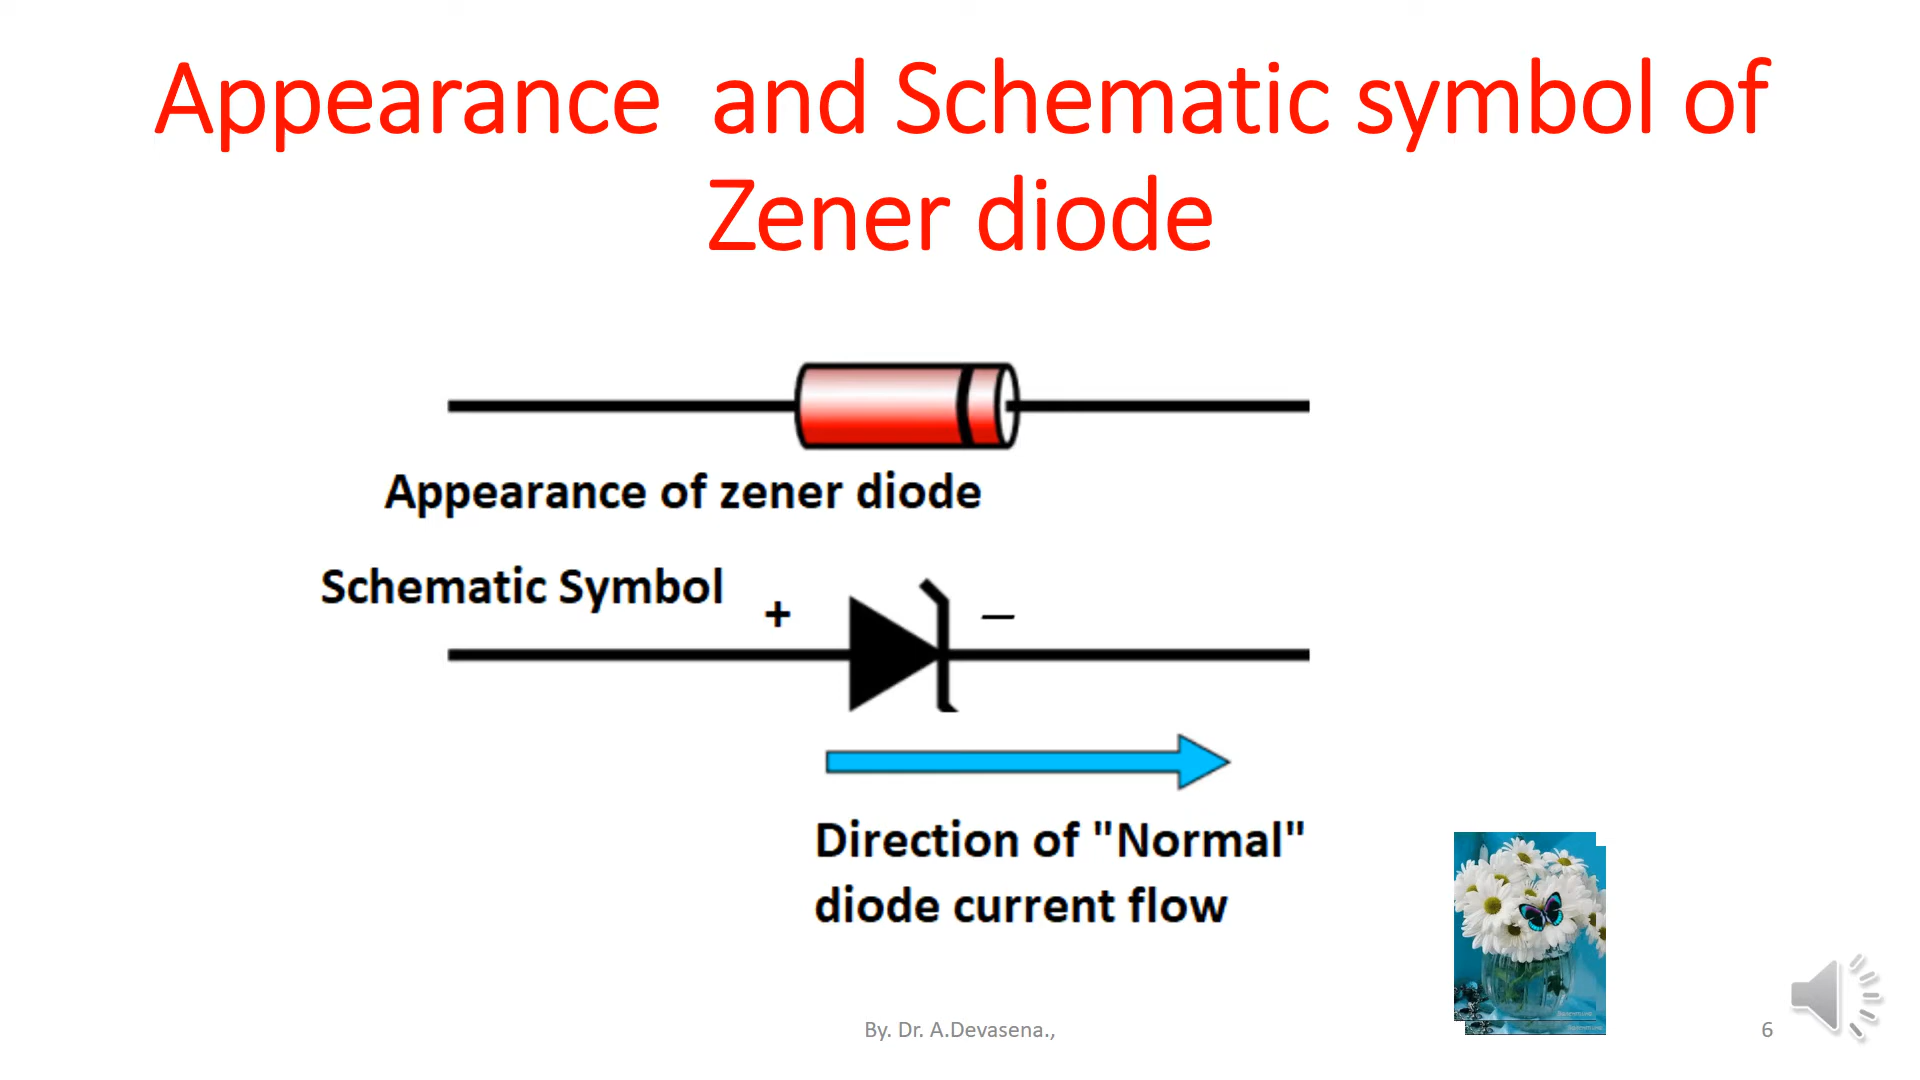 Appearance and Schematic symbol of
Zener diode
Appearance of zener diode
Schematic Symbol
+ −
Direction of "Normal"
diode current flow
By. Dr. A.Devasena.,
6